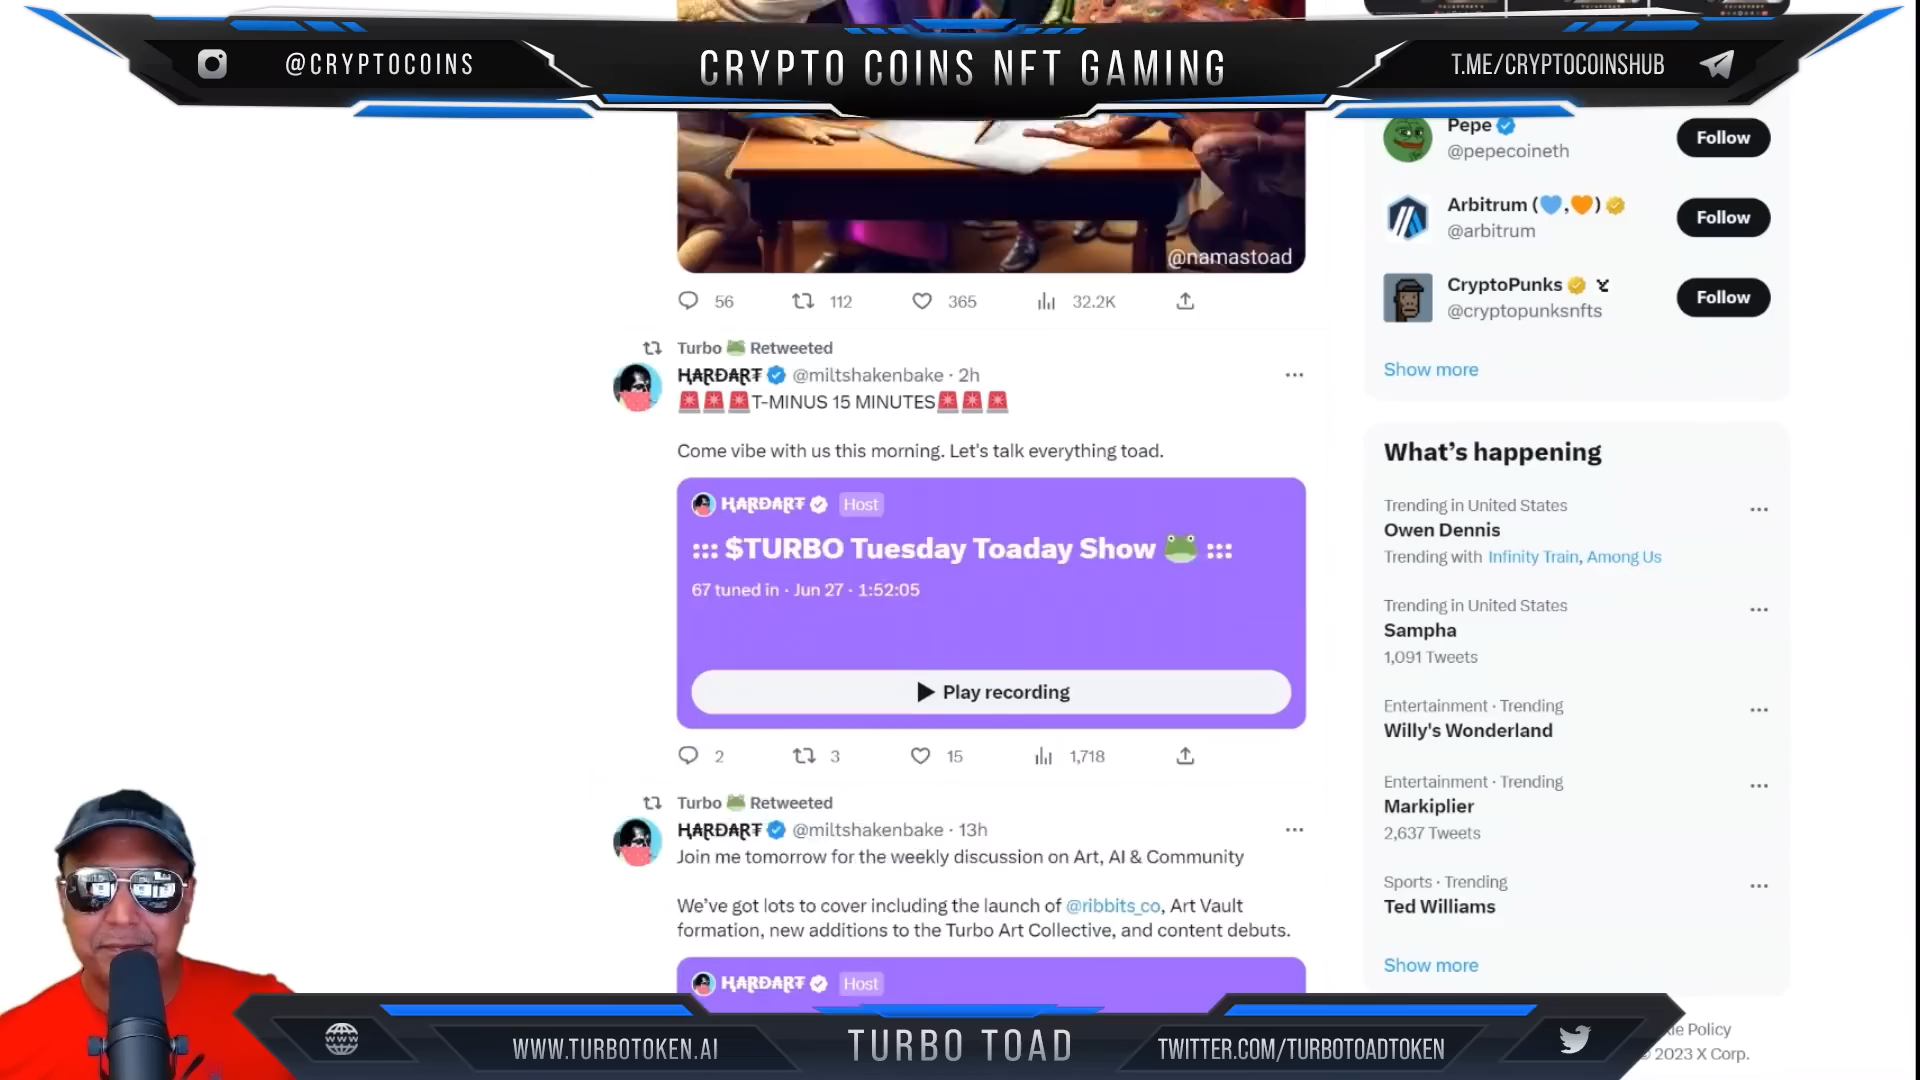 @CRYPTOCOINS
CRYPTO COINS NFT GAMING
T.ME/CRYPTOCOINSHUB
@namastoad
56 112 365 32.2K
Turbo 🐸 Retweeted
ҤȺɌĐȺɌŦ @miltshakenbake · 2h
🚨🚨🚨T-MINUS 15 MINUTES🚨🚨🚨
Come vibe with us this morning. Let's talk everything toad.
ҤȺɌĐȺɌŦ Host
::: $TURBO Tuesday Toaday Show 🐸 :::
67 tuned in · Jun 27 · 1:52:05
Play recording
2 3 15 1,718
Turbo 🐸 Retweeted
ҤȺɌĐȺɌŦ @miltshakenbake · 13h
Join me tomorrow for the weekly discussion on Art, AI & Community
We've got lots to cover including the launch of @ribbits_co, Art Vault
formation, new additions to the Turbo Art Collective, and content debuts.
ҤȺɌĐȺɌŦ Host
Pepe
@pepecoineth
Follow
Arbitrum (💙,🧡)
@arbitrum
Follow
CryptoPunks
@cryptopunksnfts
Follow
Show more
What's happening
Trending in United States
Owen Dennis
Trending with Infinity Train, Among Us
Trending in United States
Sampha
1,091 Tweets
Entertainment · Trending
Willy's Wonderland
Entertainment · Trending
Markiplier
2,637 Tweets
Sports · Trending
Ted Williams
Show more
Policy
2023 X Corp.
WWW.TURBOTOKEN.AI
TURBO TOAD
TWITTER.COM/TURBOTOADTOKEN